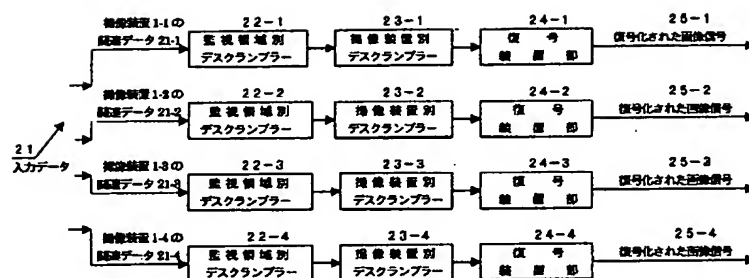 22-1 23-1 24-1 25-1
撮像装置 1-1 の
関連データ 21-1
監視領域別
デスクランブラー
撮像装置別
デスクランブラー
復号
装置部
復号化された画像信号
22-2 23-2 24-2 25-2
撮像装置 1-2 の
関連データ 21-2
監視領域別
デスクランブラー
撮像装置別
デスクランブラー
復号
装置部
復号化された画像信号
21
入力データ
22-3 23-3 24-3 25-3
撮像装置 1-3 の
関連データ 21-3
監視領域別
デスクランブラー
撮像装置別
デスクランブラー
復号
装置部
復号化された画像信号
22-4 23-4 24-4 25-4
撮像装置 1-4 の
関連データ 21-4
監視領域別
デスクランブラー
撮像装置別
デスクランブラー
復号
装置部
復号化された画像信号